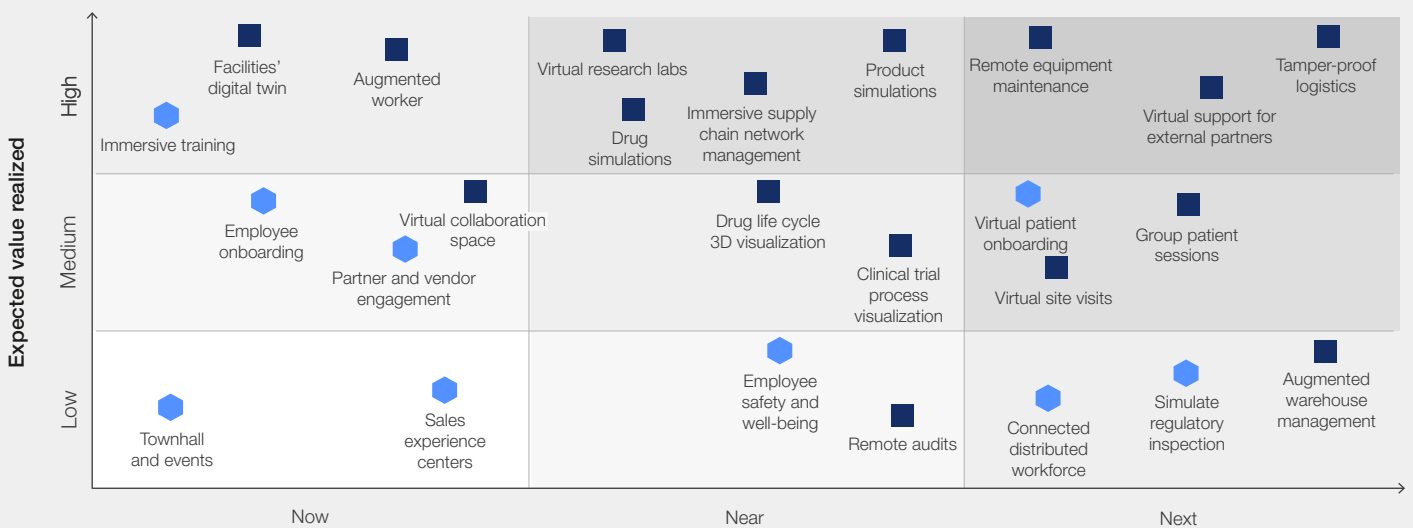 Expected value realized
High
Facilities’
digital twin
Augmented
worker
Immersive training
Virtual research labs
Drug
simulations
Immersive supply
chain network
management
Product
simulations
Remote equipment
maintenance
Virtual support for
external partners
Tamper-proof
logistics
Medium
Employee
onboarding
Virtual collaboration
space
Partner and vendor
engagement
Drug life cycle
3D visualization
Clinical trial
process
visualization
Virtual patient
onboarding
Group patient
sessions
Virtual site visits
Low
Townhall
and events
Sales
experience
centers
Employee
safety and
well-being
Remote audits
Connected
distributed
workforce
Simulate
regulatory
inspection
Augmented
warehouse
management
Now
Near
Next